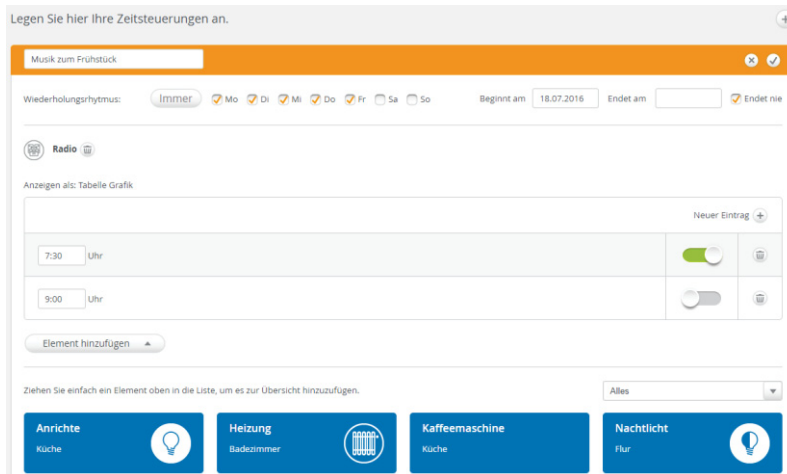 Legen Sie hier Ihre Zeitsteuerungen an.
Musik zum Frühstück
Wiederholungsrhytmus: Immer Mo Di Mi Do Fr Sa So Beginnt am 18.07.2016 Endet am Endet nie
Radio
Anzeigen als: Tabelle Grafik
Neuer Eintrag
7:30 Uhr
9:00 Uhr
Element hinzufügen
Ziehen Sie einfach ein Element oben in die Liste, um es zur Übersicht hinzuzufügen. Alles
Anrichte Heizung Kaffeemaschine Nachtlicht
Küche Badezimmer Küche Flur